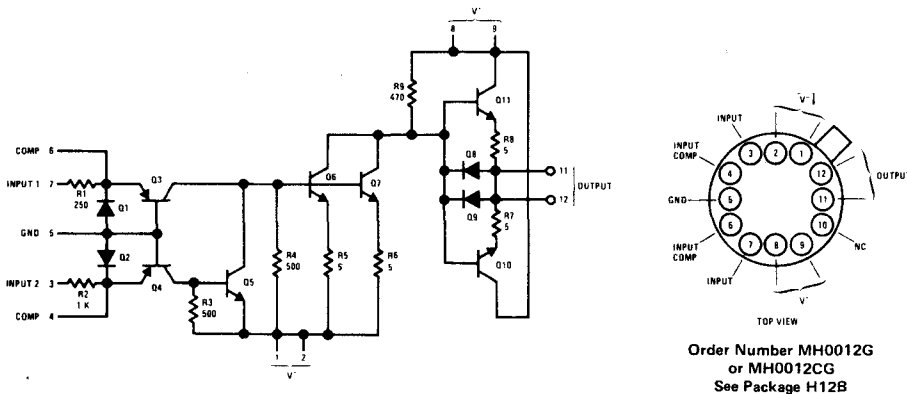 V+
8 9
R9
470
Q11
R8
5
COMP 6
Q3
Q6
Q7
Q8
11
OUTPUT
12
INPUT 1 7
R1
250
Q1
GND 5
Q9
R7
5
Q2
R4
500
R5
5
R6
5
Q10
INPUT 2 3
R2
1 K
Q4
Q5
R3
500
COMP 4
1 2
V-
V-
INPUT
INPUT
COMP
3 2 1
4 12
OUTPUT
GND
5 11
INPUT
COMP
6 10
NC
7 8 9
INPUT
V+
TOP VIEW
Order Number MH0012G
or MH0012CG
See Package H12B